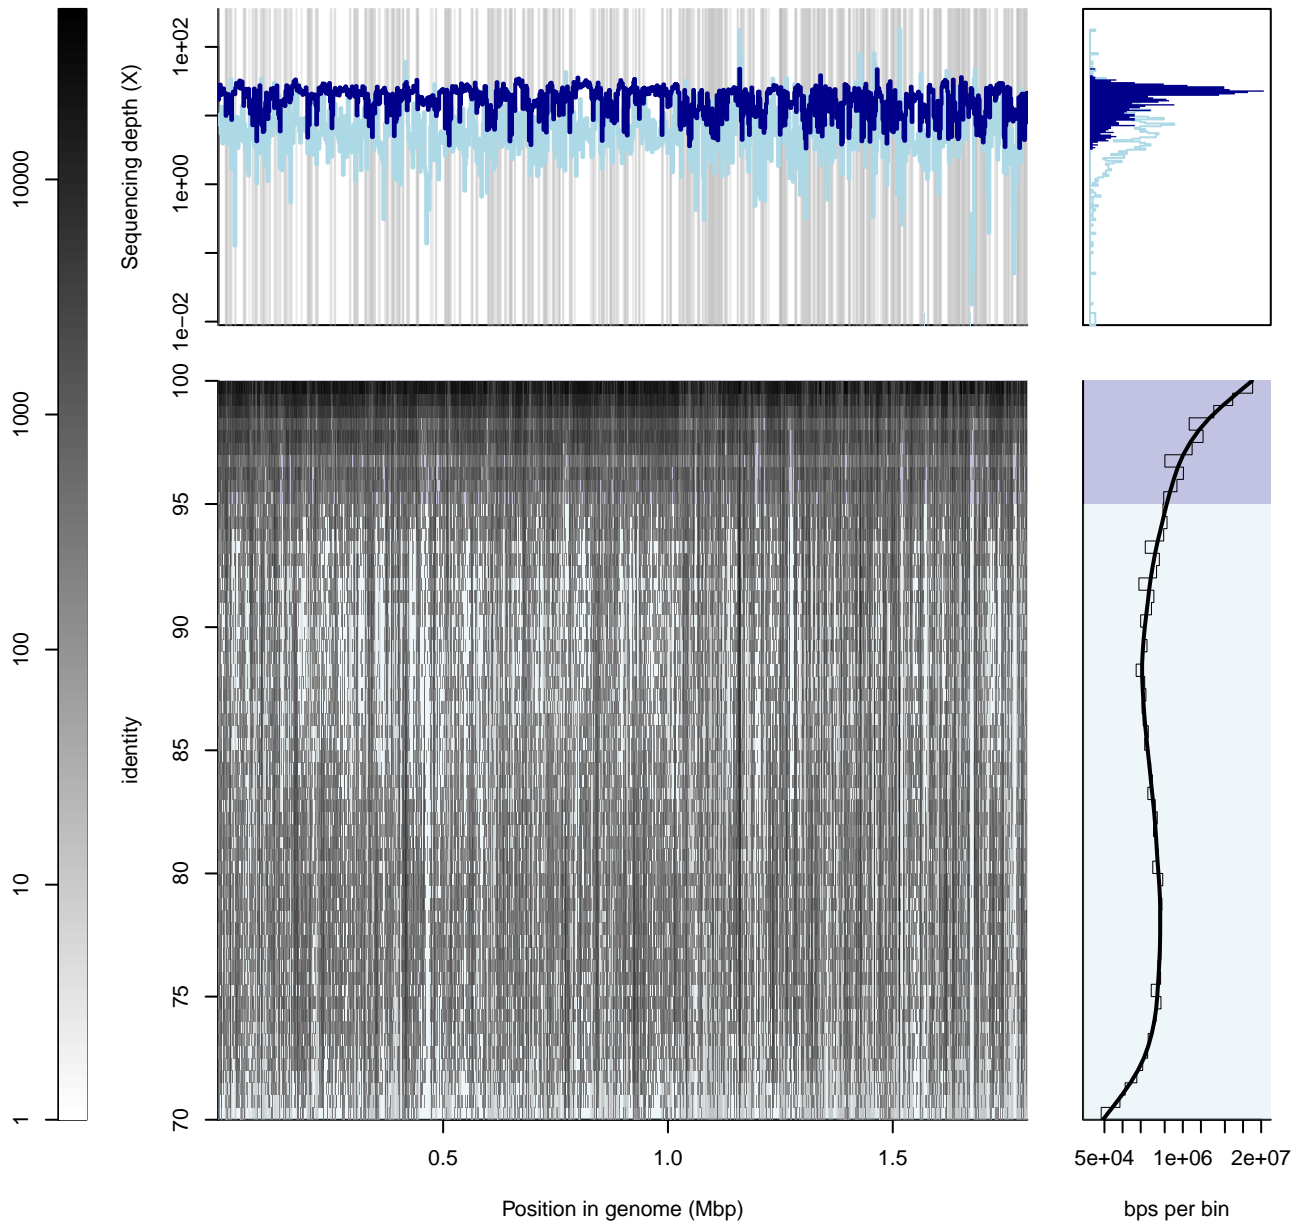 10000
1000
100
10
1
Sequencing depth (X)
1e+02
1e+00
1e-02
identity
100
95
90
85
80
75
70
0.5
1.0
1.5
Position in genome (Mbp)
5e+04
1e+06
2e+07
bps per bin